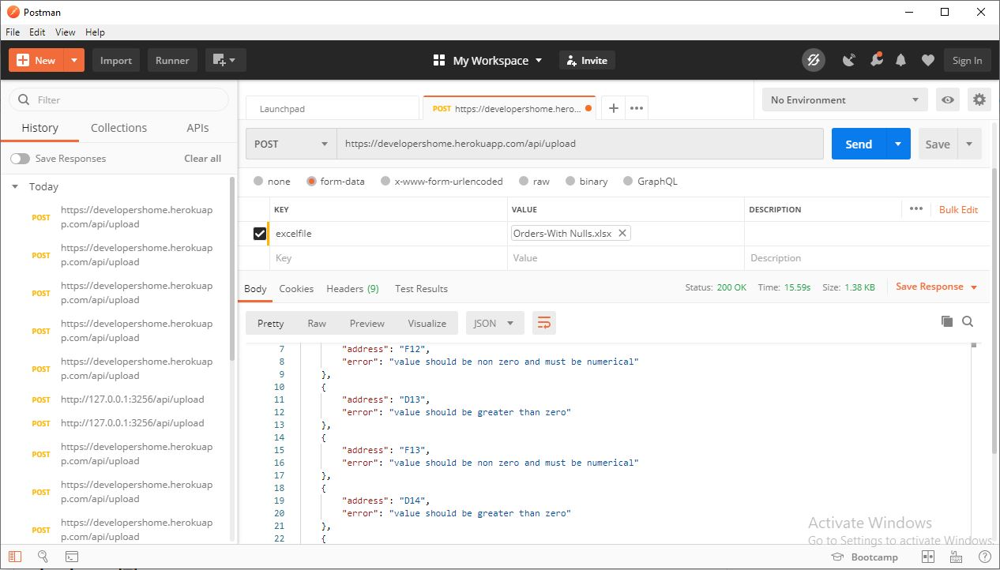 Postman
File Edit View Help
New Import Runner My Workspace Invite Sign In
Filter
History Collections APIs
Save Responses Clear all
Today
POST https://developershome.herokuap
p.com/api/upload
POST https://developershome.herokuap
p.com/api/upload
POST https://developershome.herokuap
p.com/api/upload
POST https://developershome.herokuap
p.com/api/upload
POST https://developershome.herokuap
p.com/api/upload
POST http://127.0.0.1:3256/api/upload
POST http://127.0.0.1:3256/api/upload
POST https://developershome.herokuap
p.com/api/upload
POST https://developershome.herokuap
p.com/api/upload
POST https://developershome.herokuap
p.com/api/upload
Launchpad POST https://developershome.hero... No Environment
POST https://developershome.herokuapp.com/api/upload Send Save
none form-data x-www-form-urlencoded raw binary GraphQL
KEY VALUE DESCRIPTION ••• Bulk Edit
excelfile Orders-With Nulls.xlsx
Key Value Description
Body Cookies Headers (9) Test Results Status: 200 OK Time: 15.59s Size: 1.38 KB Save Response
Pretty Raw Preview Visualize JSON
7 "address": "F12",
8 "error": "value should be non zero and must be numerical"
9 },
10 {
11 "address": "D13",
12 "error": "value should be greater than zero"
13 },
14 {
15 "address": "F13",
16 "error": "value should be non zero and must be numerical"
17 },
18 {
19 "address": "D14",
20 "error": "value should be greater than zero"
21 },
22 {
Activate Windows
Go to Settings to activate Windows.
Bootcamp